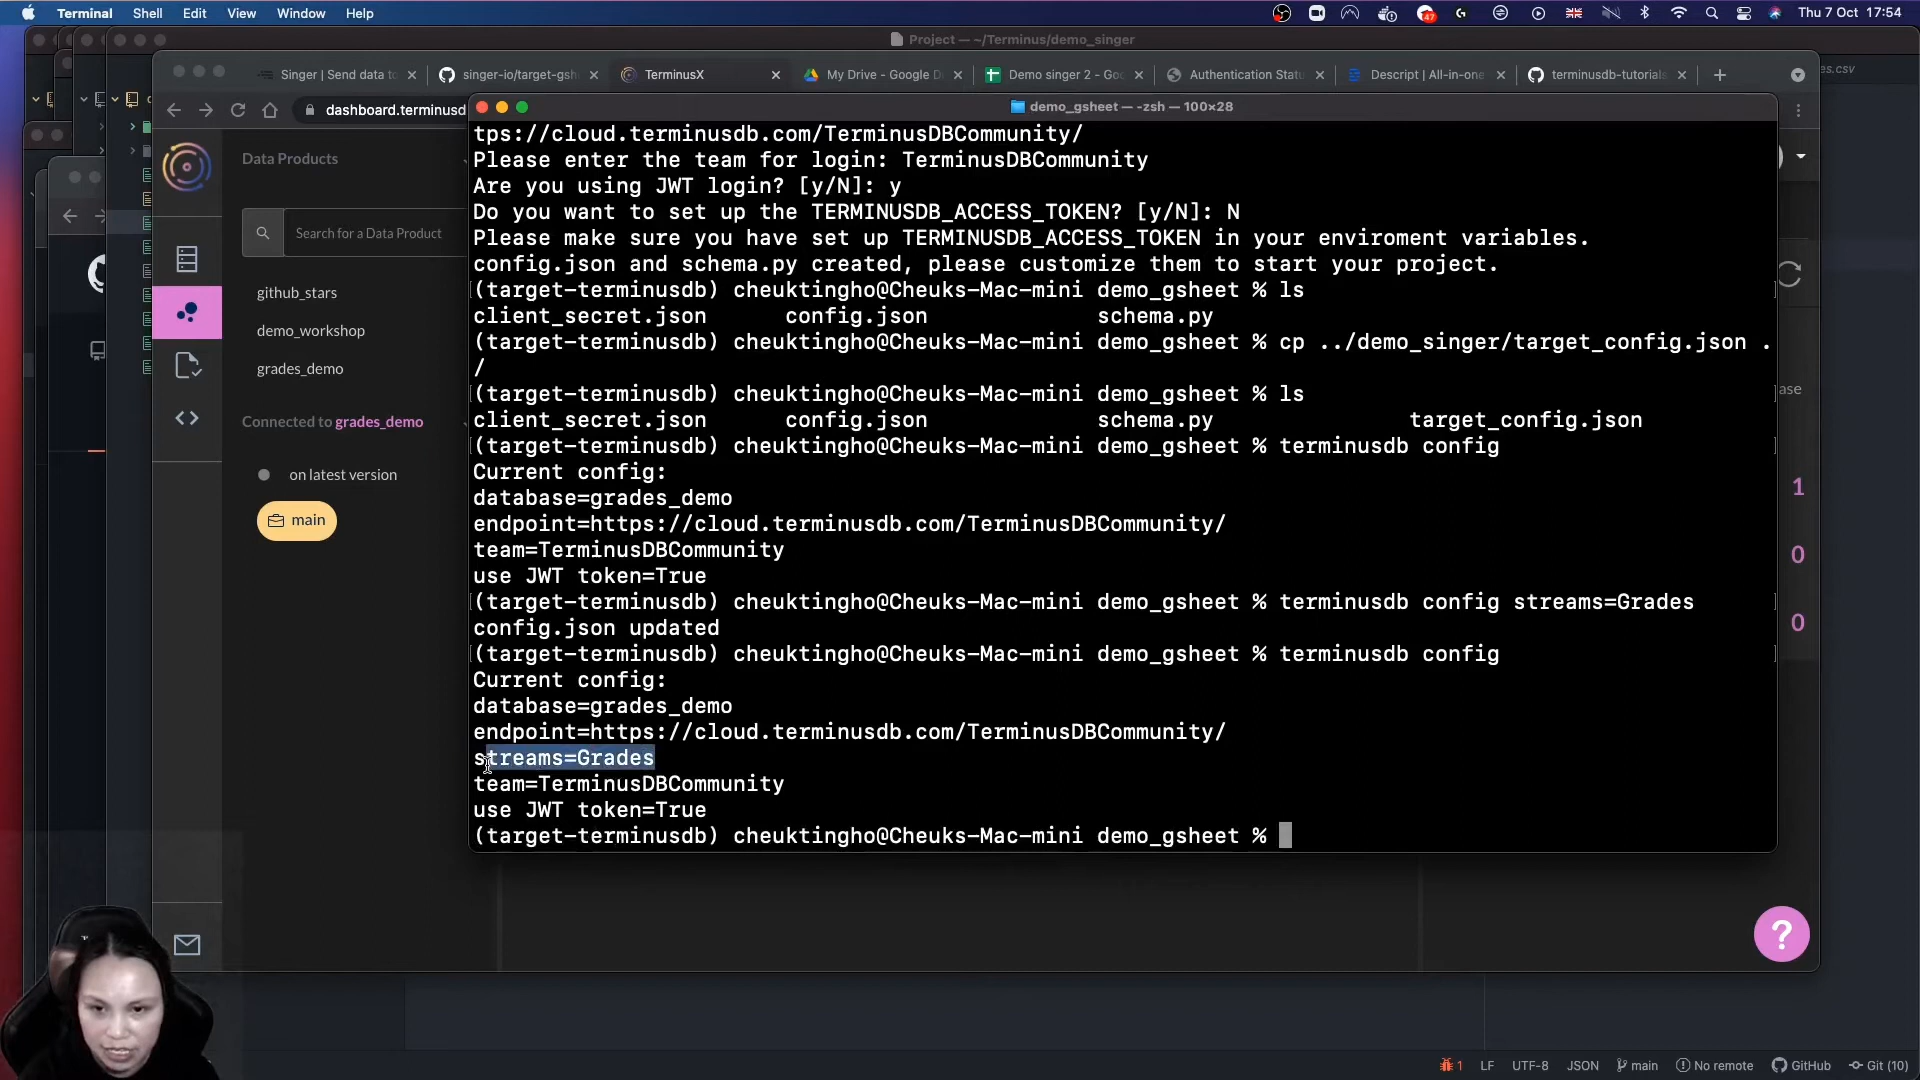 Terminal Shell Edit View Window Help
47
Thu 7 Oct 17:54
Project — ~/Terminus/demo_singer
Singer | Send data to
singer-io/target-gsh
TerminusX
My Drive - Google D
Demo singer 2 - Goo
Authentication Statu
Descript | All-in-one
terminusdb-tutorials
es.csv
dashboard.terminusd
demo_gsheet — -zsh — 100×28
Data Products
Search for a Data Product
github_stars
demo_workshop
grades_demo
Connected to grades_demo
on latest version
main
tps://cloud.terminusdb.com/TerminusDBCommunity/
Please enter the team for login: TerminusDBCommunity
Are you using JWT login? [y/N]: y
Do you want to set up the TERMINUSDB_ACCESS_TOKEN? [y/N]: N
Please make sure you have set up TERMINUSDB_ACCESS_TOKEN in your enviroment variables.
config.json and schema.py created, please customize them to start your project.
(target-terminusdb) cheuktingho@Cheuks-Mac-mini demo_gsheet % ls
client_secret.json config.json schema.py
(target-terminusdb) cheuktingho@Cheuks-Mac-mini demo_gsheet % cp ../demo_singer/target_config.json .
/
(target-terminusdb) cheuktingho@Cheuks-Mac-mini demo_gsheet % ls
client_secret.json config.json schema.py target_config.json
(target-terminusdb) cheuktingho@Cheuks-Mac-mini demo_gsheet % terminusdb config
Current config:
database=grades_demo
endpoint=https://cloud.terminusdb.com/TerminusDBCommunity/
team=TerminusDBCommunity
use JWT token=True
(target-terminusdb) cheuktingho@Cheuks-Mac-mini demo_gsheet % terminusdb config streams=Grades
config.json updated
(target-terminusdb) cheuktingho@Cheuks-Mac-mini demo_gsheet % terminusdb config
Current config:
database=grades_demo
endpoint=https://cloud.terminusdb.com/TerminusDBCommunity/
streams=Grades
team=TerminusDBCommunity
use JWT token=True
(target-terminusdb) cheuktingho@Cheuks-Mac-mini demo_gsheet %
ase
1
0
0
?
1 LF UTF-8 JSON main No remote GitHub Git (10)